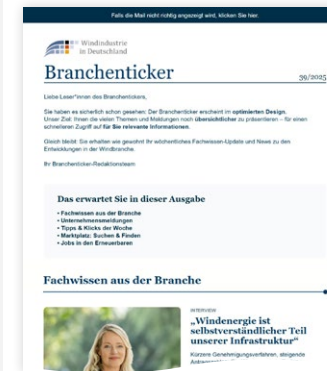 Falls die Mail nicht richtig angezeigt wird, klicken Sie hier.
Windindustrie
in Deutschland
Branchenticker
39/2025
Liebe Leser*innen des Branchentickers,
Sie haben es sicherlich schon gesehen: Der Branchenticker erscheint im optimierten Design.
Unser Ziel: Ihnen die vielen Themen und Meldungen noch übersichtlicher zu präsentieren – für einen
schnelleren Zugriff auf für Sie relevante Informationen.
Gleich bleibt: Sie erhalten wie gewohnt Ihr wöchentliches Fachwissen-Update und News zu den
Entwicklungen in der Windbranche.
Ihr Branchenticker-Redaktionsteam
Das erwartet Sie in dieser Ausgabe
• Fachwissen aus der Branche
• Unternehmensmeldungen
• Tipps & Klicks der Woche
• Marktplatz: Suchen & Finden
• Jobs in den Erneuerbaren
Fachwissen aus der Branche
INTERVIEW
„Windenergie ist
selbstverständlicher Teil
unserer Infrastruktur“
Kürzere Genehmigungsverfahren, steigende